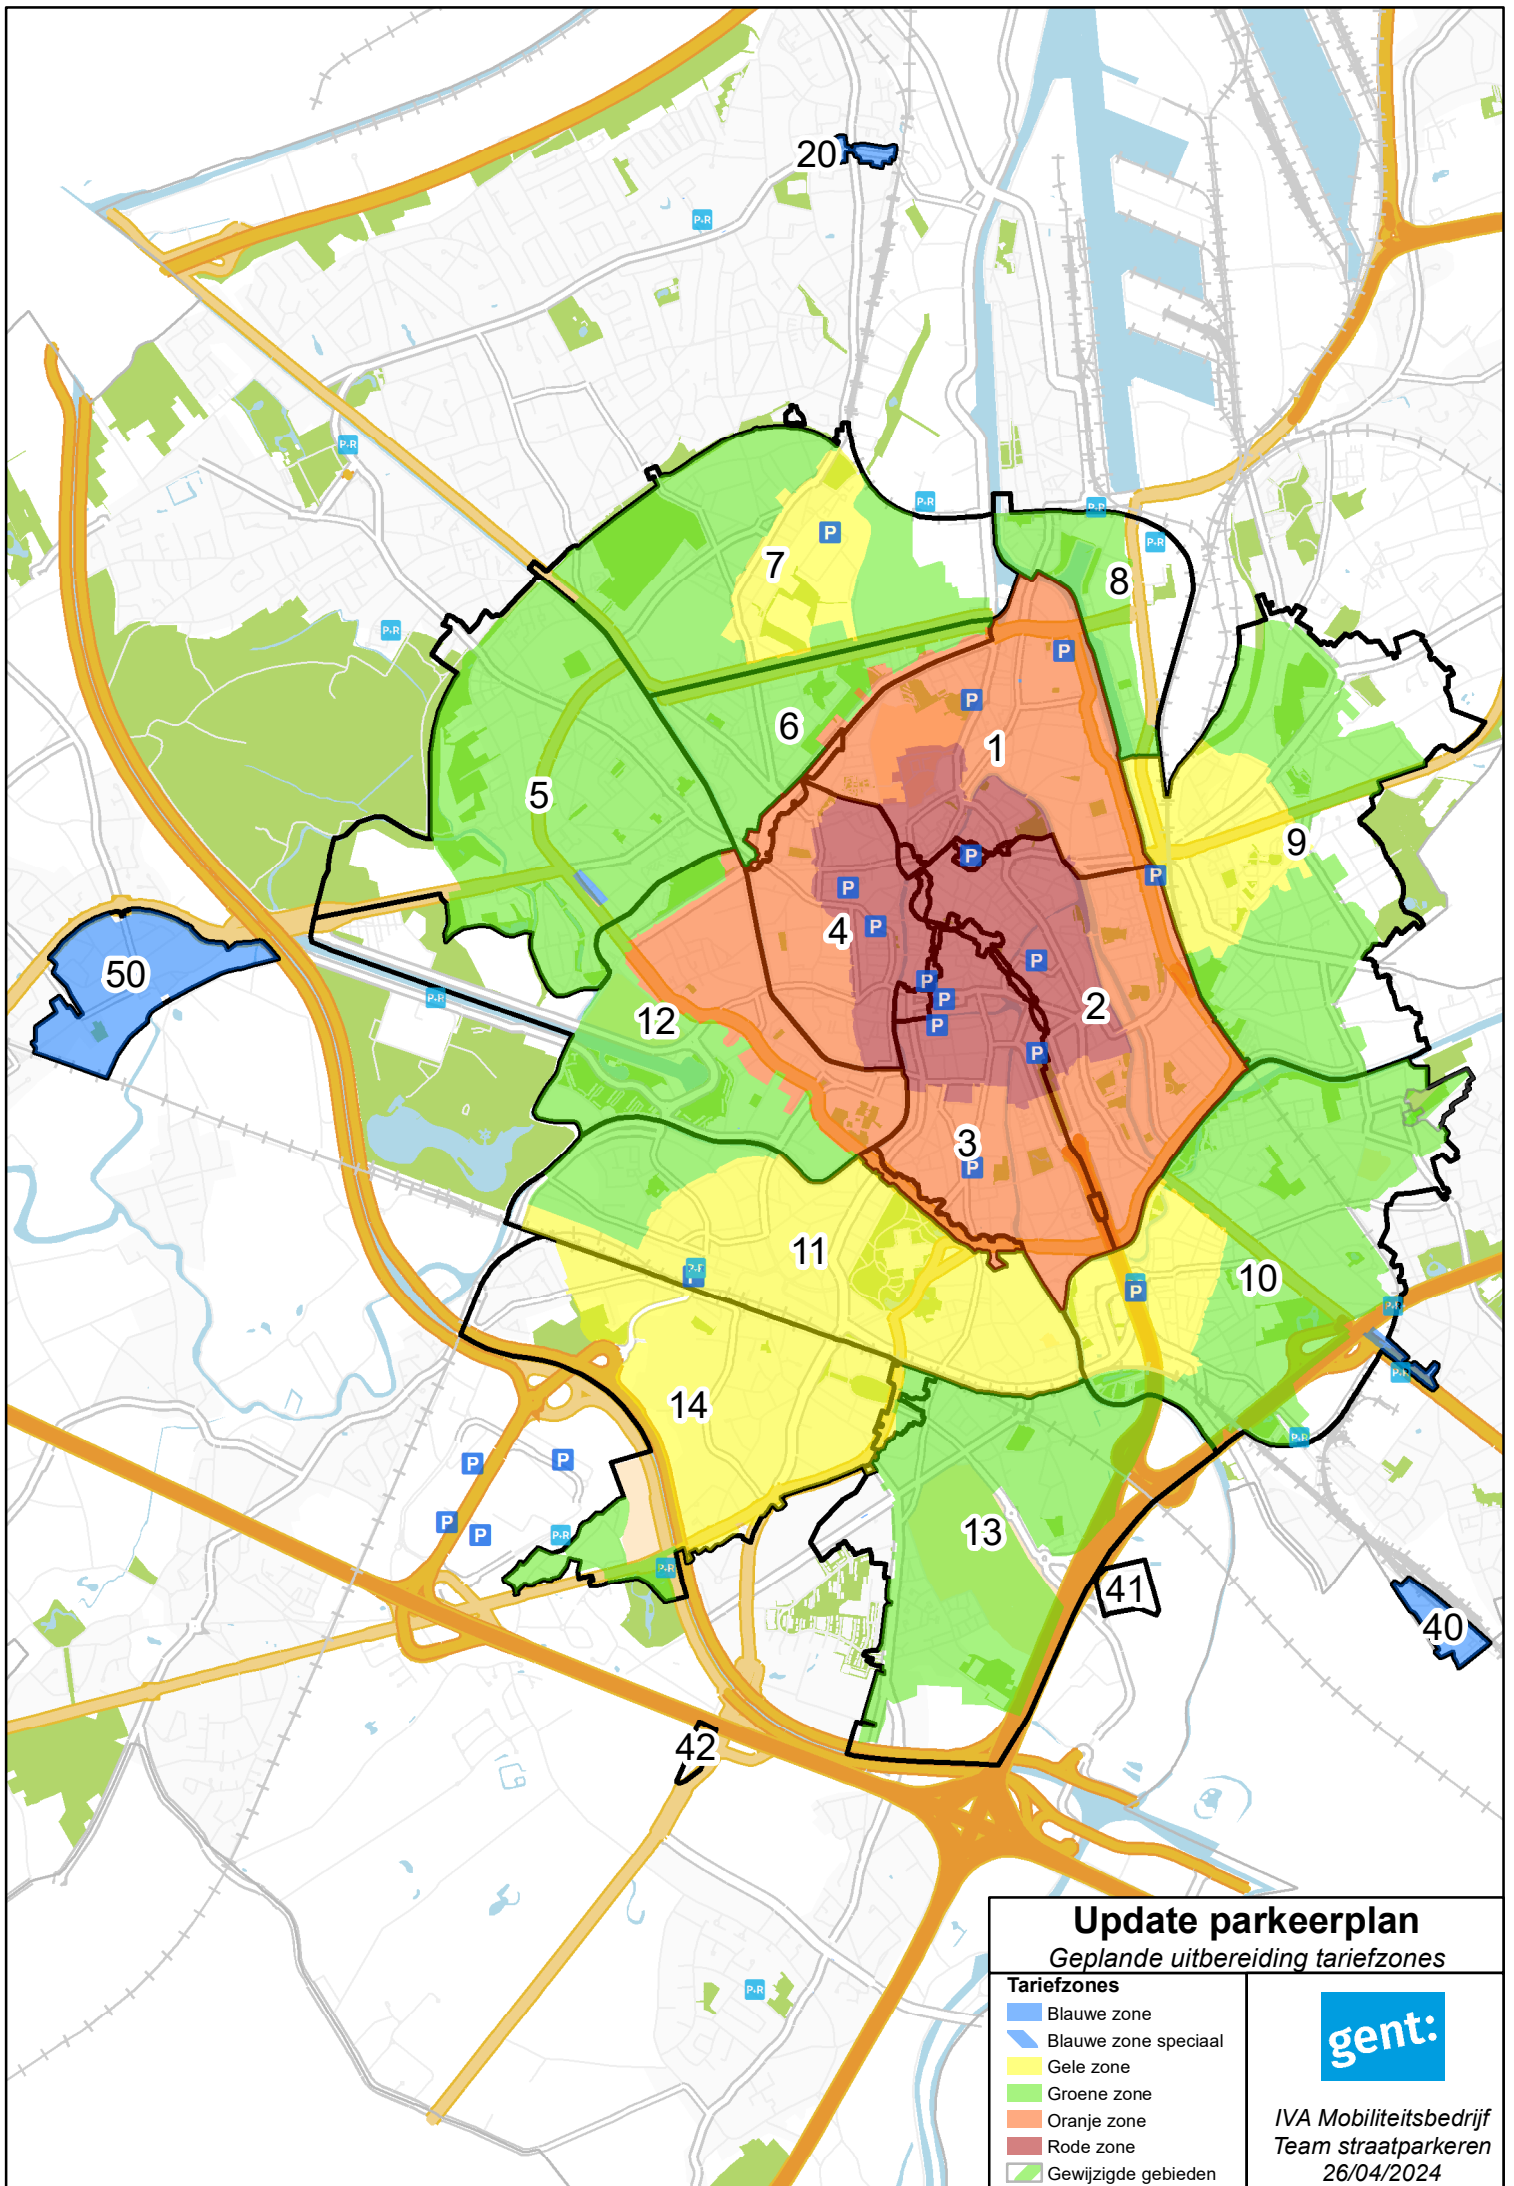 20
P+R
P+R
P+R
P+R
P
7
P+R
8
P+R
P
P
6
1
5
9
P
P
P
4
P
50
P
P
P+R
P
2
12
P
P
3
P
11
P+R
10
P
P+R
P+R
14
P+R
P
P
P
P
P+R
13
P+R
41
40
42
P+R
Update parkeerplan
Geplande uitbereiding tariefzones
Tariefzones
Blauwe zone
Blauwe zone speciaal
Gele zone
Groene zone
Oranje zone
Rode zone
Gewijzigde gebieden
gent:
IVA Mobiliteitsbedrijf
Team straatparkeren
26/04/2024